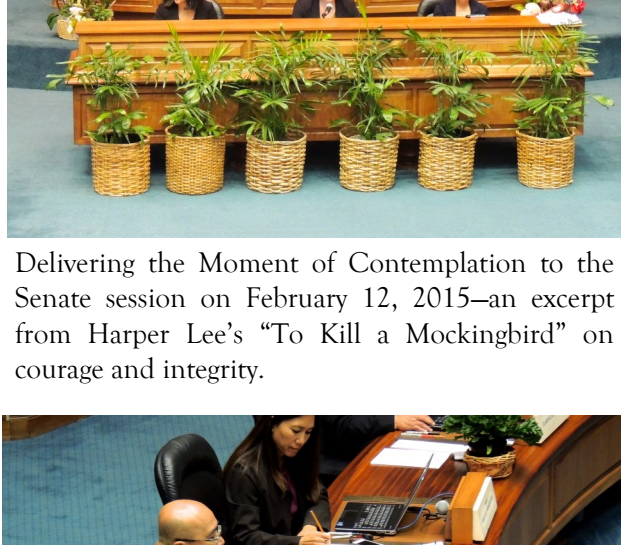 Delivering the Moment of Contemplation to the
Senate session on February 12, 2015—an excerpt
from Harper Lee’s “To Kill a Mockingbird” on
courage and integrity.